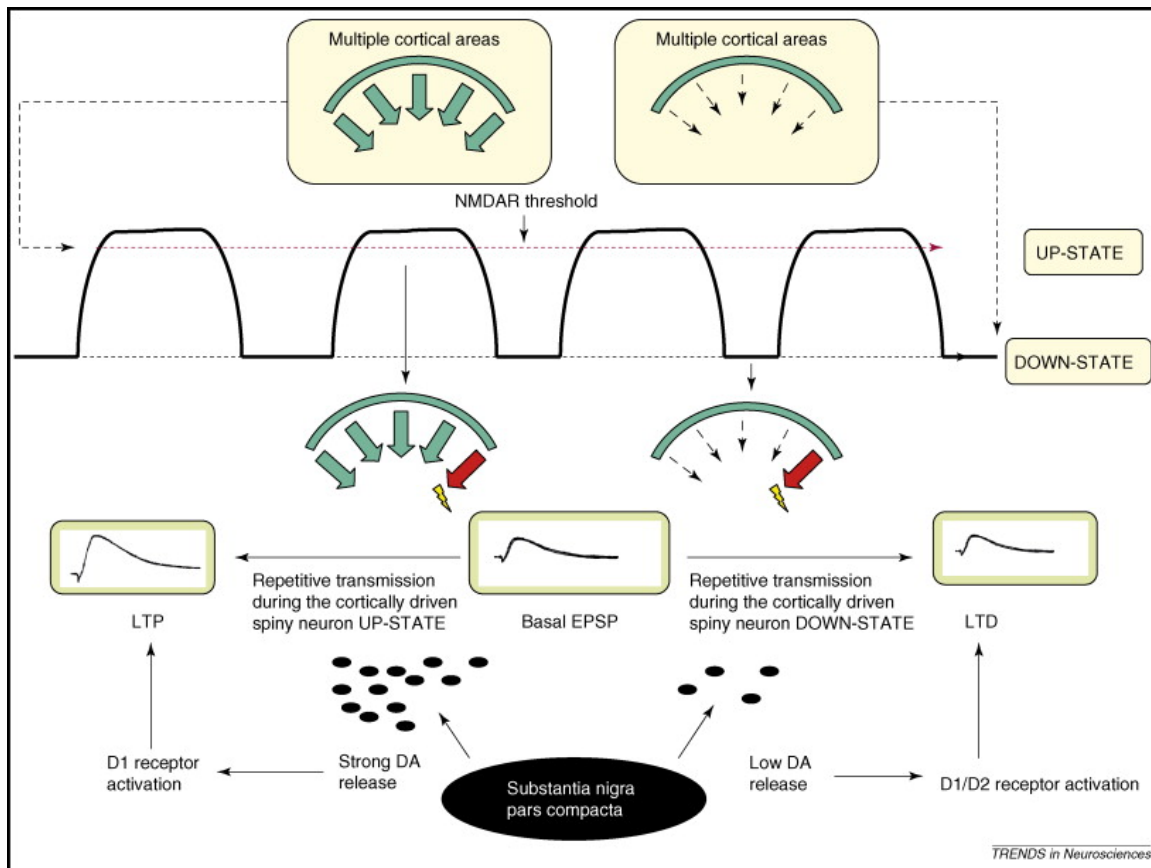 Multiple cortical areas
Multiple cortical areas
NMDAR threshold
UP-STATE
DOWN-STATE
Repetitive transmission
during the cortically driven
spiny neuron UP-STATE
Repetitive transmission
during the cortically driven
spiny neuron DOWN-STATE
LTP
Basal EPSP
LTD
D1 receptor
activation
Strong DA
release
Substantia nigra
pars compacta
Low DA
release
D1/D2 receptor activation
TRENDS in Neurosciences